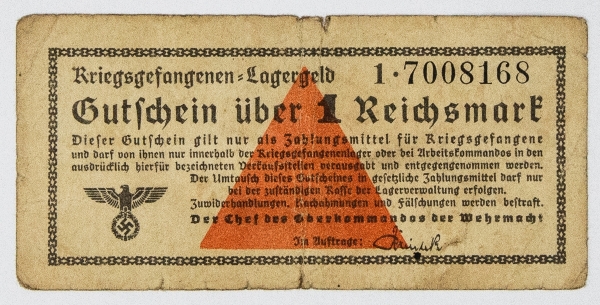 Kriegsgefangenen-Lagergeld 1·7008168
Gutschein über 1 Reichsmark
Dieser Gutschein gilt nur als Zahlungsmittel für Kriegsgefangene
und darf von ihnen nur innerhalb der Kriegsgefangenenlager oder bei Arbeitskommandos in den
ausdrücklich hierfür bezeichneten Verkaufsstellen verausgabt und entgegengenommen werden.
Der Umtausch dieses Gutscheines in gesetzliche Zahlungsmittel darf nur
bei der zuständigen Kasse der Lagerverwaltung erfolgen.
Zuwiderhandlungen, Nachahmungen und Fälschungen werden bestraft.
Der Chef des Oberkommandos der Wehrmacht
Im Auftrage: